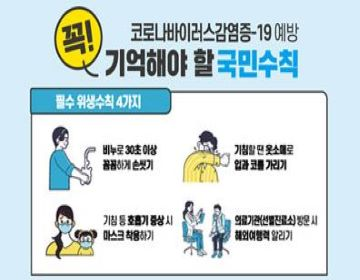 꼭!
코로나바이러스감염증-19 예방
기억해야 할 국민수칙
필수 위생수칙 4가지
비누로 30초 이상
꼼꼼하게 손씻기
기침할 땐 옷소매로
입과 코를 가리기
기침 등 호흡기 증상 시
마스크 착용하기
의료기관(선별진료소) 방문 시
해외여행력 알리기